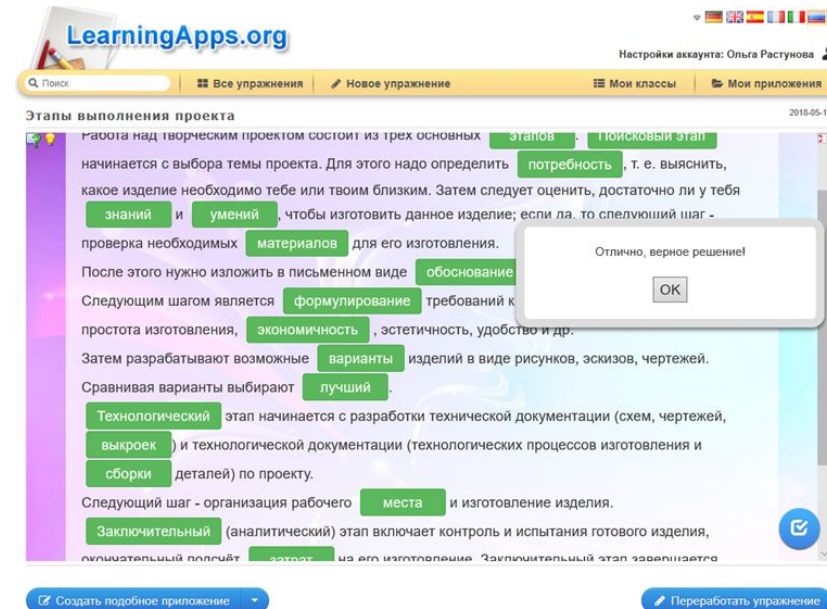 LearningApps.org
Настройки аккаунта: Ольга Растунова
Поиск
Все упражнения
Новое упражнение
Мои классы
Мои приложения
Этапы выполнения проекта
2018-05-1
Работа над творческим проектом состоит из трех основных этапов . Поисковый этап
начинается с выбора темы проекта. Для этого надо определить потребность , т. е. выяснить,
какое изделие необходимо тебе или твоим близким. Затем следует оценить, достаточно ли у тебя
знаний и умений , чтобы изготовить данное изделие; если да, то следующий шаг -
проверка необходимых материалов для его изготовления.
После этого нужно изложить в письменном виде обоснование
Следующим шагом является формулирование требований к
простота изготовления, экономичность , эстетичность, удобство и др.
Затем разрабатывают возможные варианты изделий в виде рисунков, эскизов, чертежей.
Сравнивая варианты выбирают лучший .
Технологический этап начинается с разработки технической документации (схем, чертежей,
выкроек ) и технологической документации (технологических процессов изготовления и
сборки деталей) по проекту.
Следующий шаг - организация рабочего места и изготовление изделия.
Заключительный (аналитический) этап включает контроль и испытания готового изделия,
окончательный подсчёт затрат на его изготовление. Заключительный этап завершается
Отлично, верное решение!
OK
Создать подобное приложение
Переработать упражнение